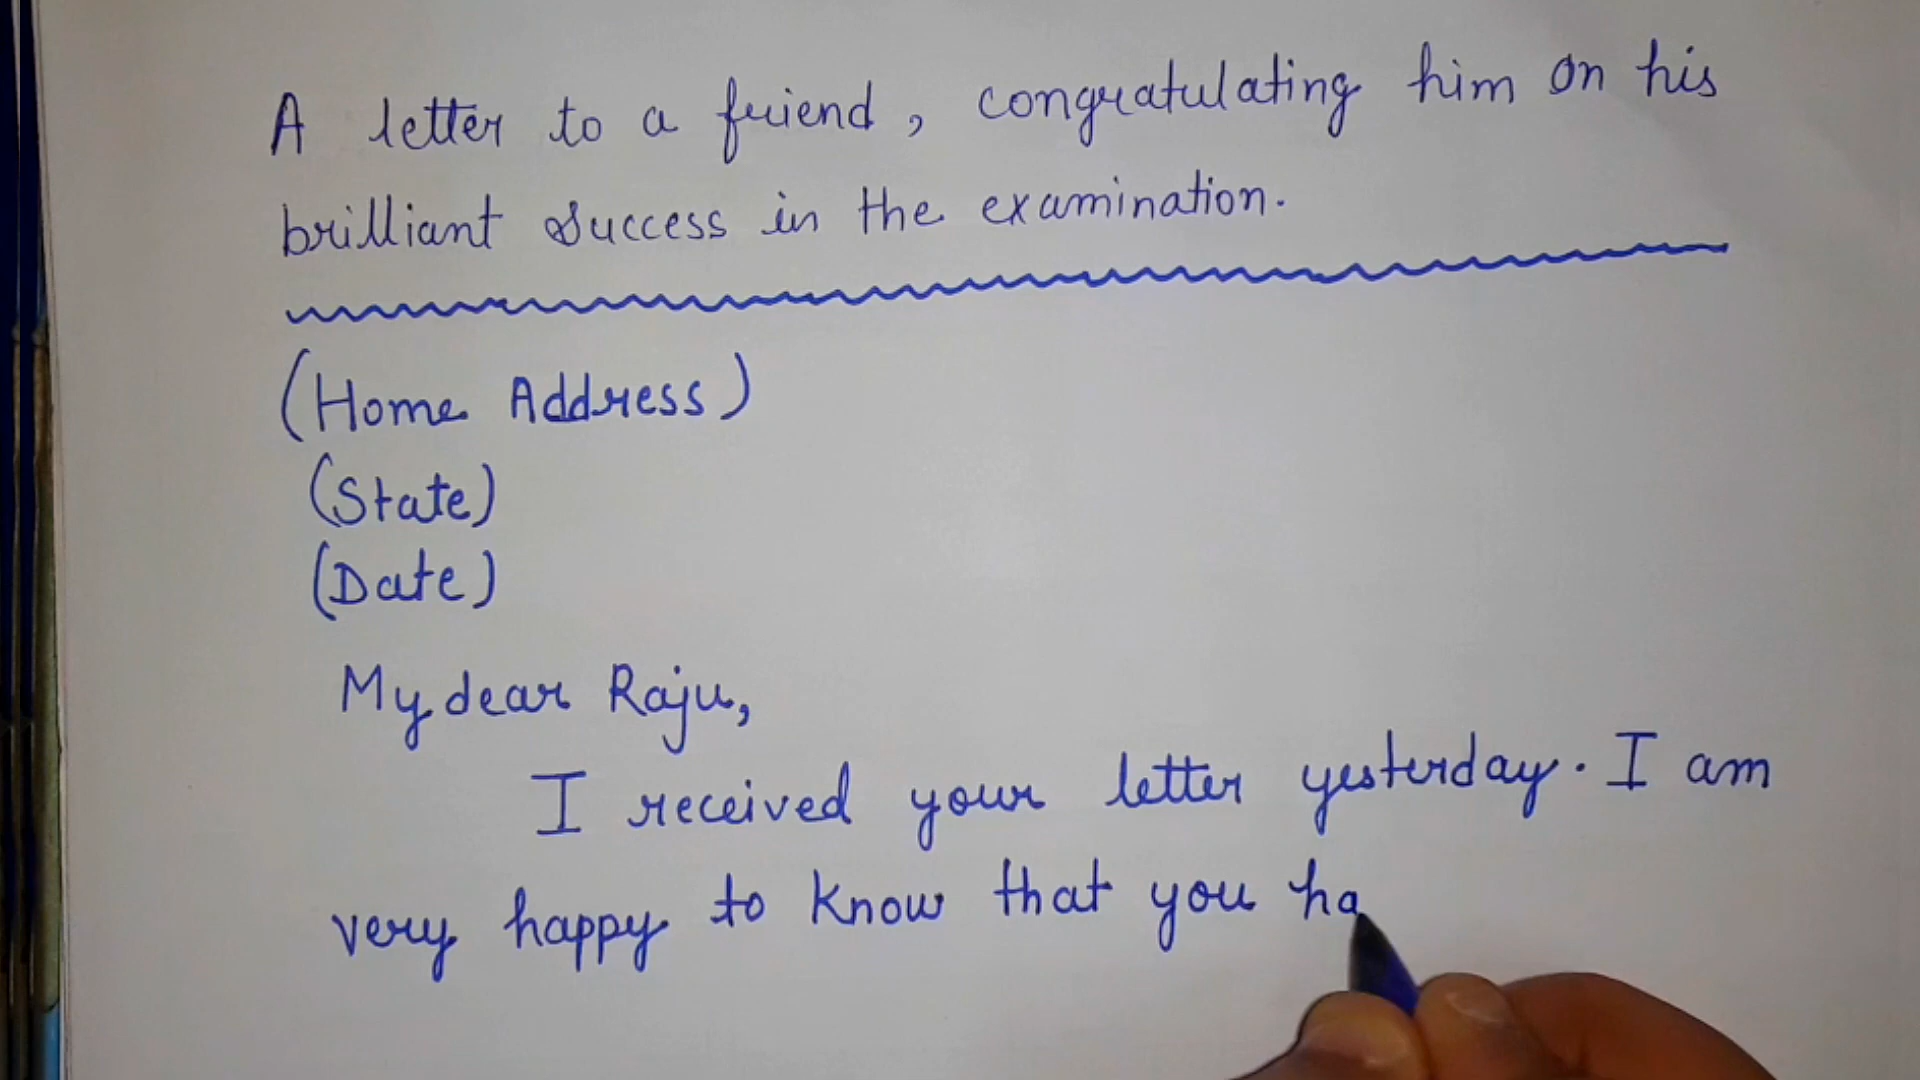 A letter to a friend, congratulating him on his
brilliant success in the examination.
(Home Address)
(State)
(Date)
My dear Raju,
I received your letter yesterday. I am
very happy to know that you ha